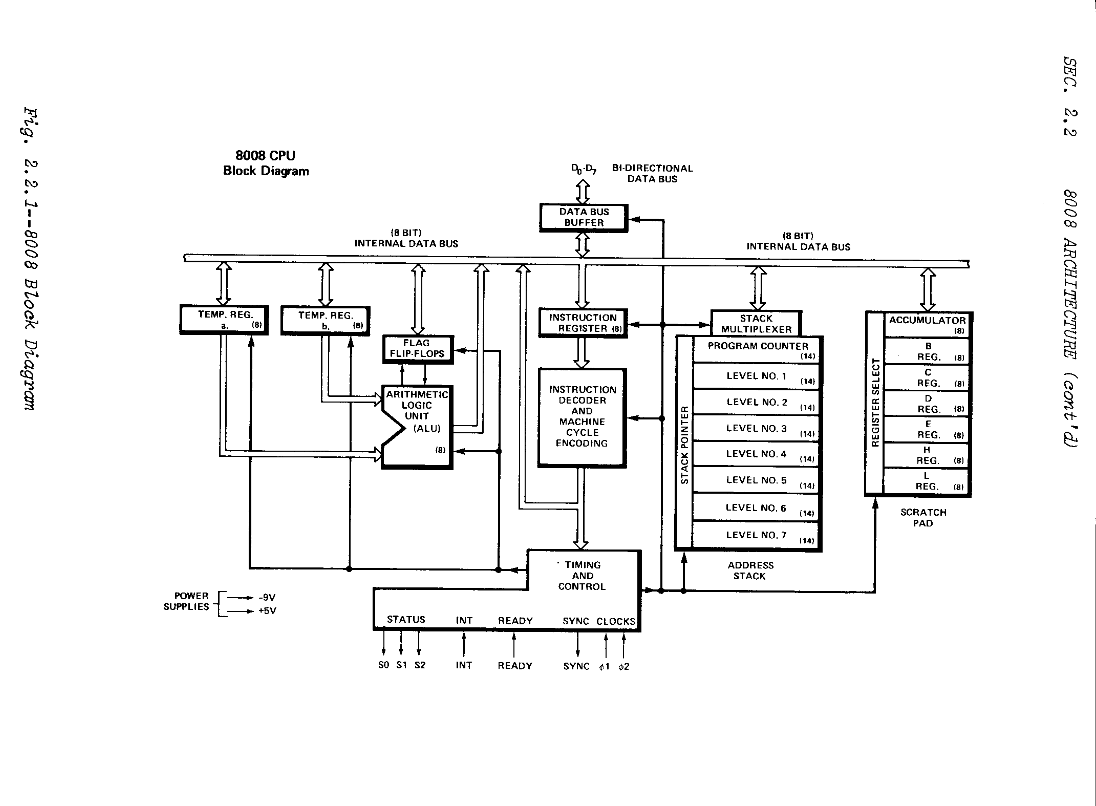 SEC. 2.2 8008 ARCHITECTURE (cont'd)
8008 CPU
Block Diagram
D0-D7 BI-DIRECTIONAL
DATA BUS
DATA BUS
BUFFER
(8 BIT)
INTERNAL DATA BUS
(8 BIT)
INTERNAL DATA BUS
TEMP. REG.
a. (8)
TEMP. REG.
b. (8)
FLAG
FLIP-FLOPS
ARITHMETIC
LOGIC
UNIT
(ALU)
(8)
INSTRUCTION
REGISTER (8)
INSTRUCTION
DECODER
AND
MACHINE
CYCLE
ENCODING
STACK
MULTIPLEXER
STACK POINTER
PROGRAM COUNTER
(14)
LEVEL NO. 1 (14)
LEVEL NO. 2 (14)
LEVEL NO. 3 (14)
LEVEL NO. 4 (14)
LEVEL NO. 5 (14)
LEVEL NO. 6 (14)
LEVEL NO. 7 (14)
ADDRESS
STACK
REGISTER SELECT
ACCUMULATOR
(8)
B
REG. (8)
C
REG. (8)
D
REG. (8)
E
REG. (8)
H
REG. (8)
L
REG. (8)
SCRATCH
PAD
TIMING
AND
CONTROL
STATUS INT READY SYNC CLOCKS
S0 S1 S2 INT READY SYNC φ1 φ2
POWER
SUPPLIES
-9V
+5V
Fig. 2.2.1--8008 Block Diagram